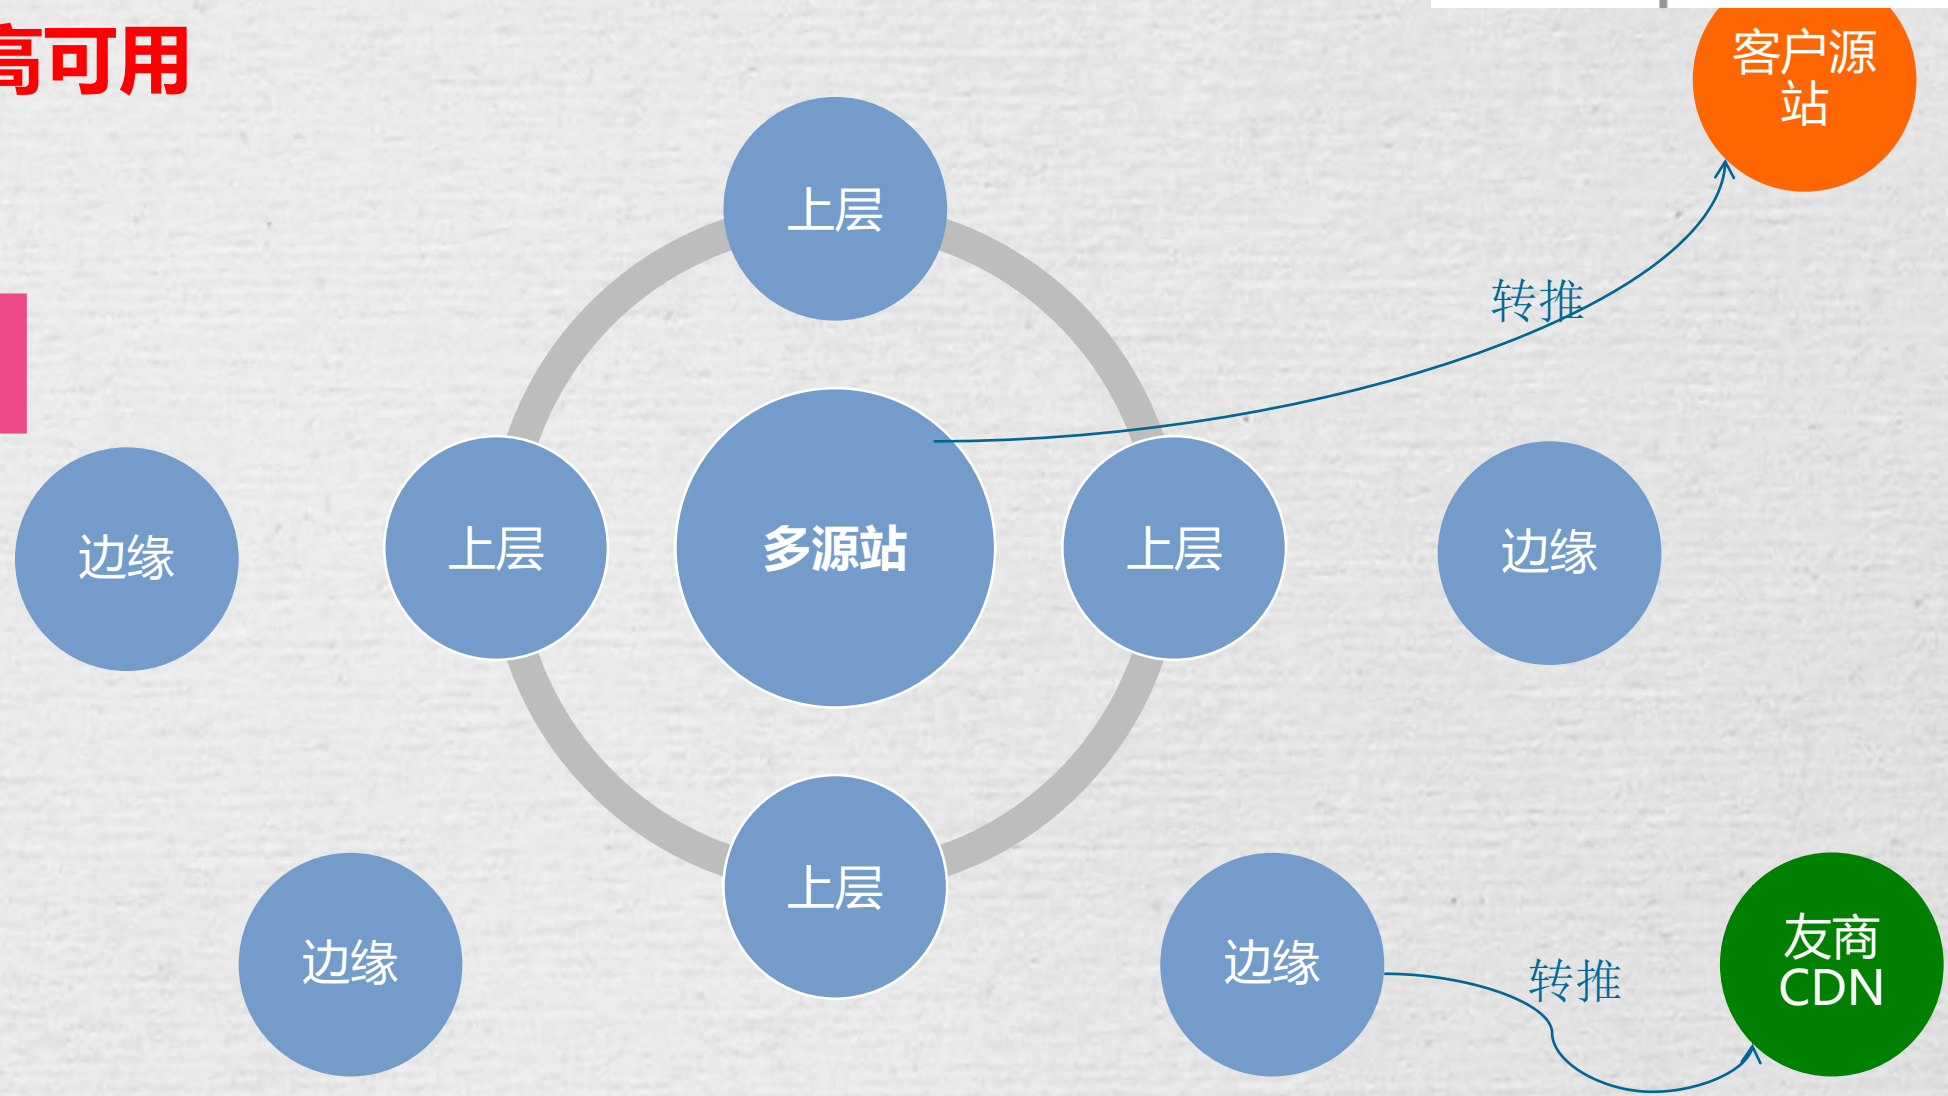 高可用
客户源
站
上层
转推
边缘
上层
多源站
上层
边缘
上层
边缘
边缘
转推
友商
CDN